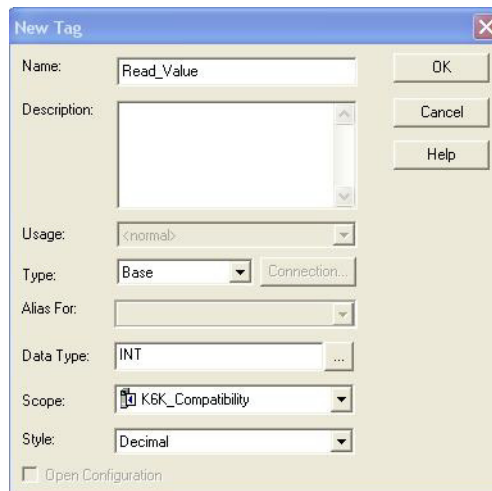 New Tag
Name: Read_Value OK
Description: Cancel
Help
Usage: <normal>
Type: Base Connection...
Alias For:
Data Type: INT ...
Scope: K6K_Compatibility
Style: Decimal
Open Configuration